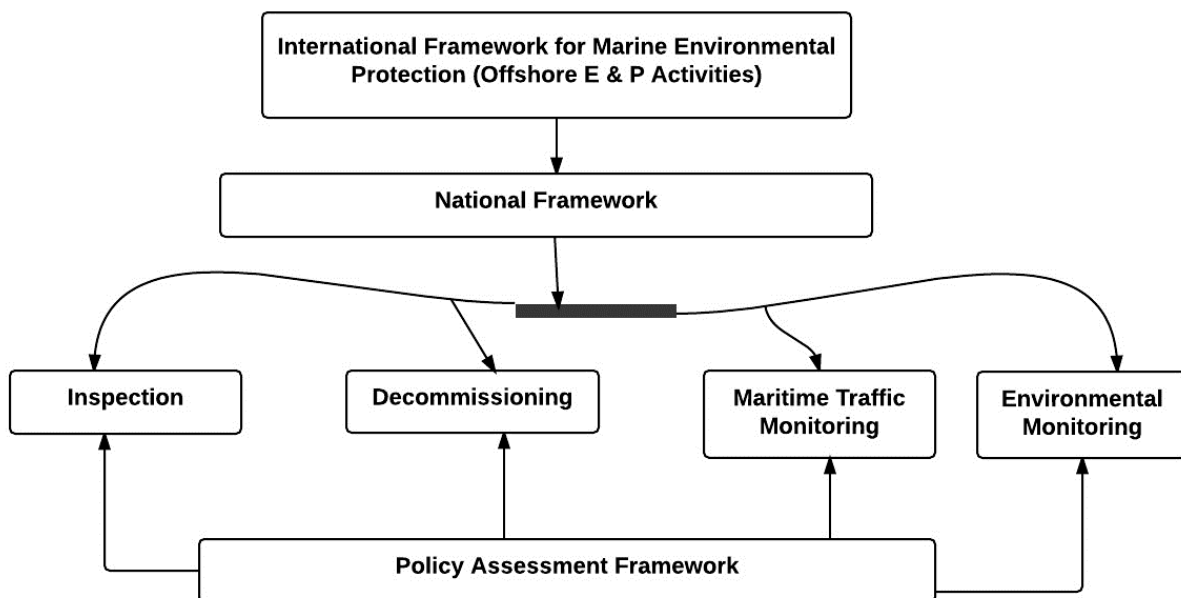 International Framework for Marine Environmental
Protection (Offshore E & P Activities)
National Framework
Inspection
Decommissioning
Maritime Traffic
Monitoring
Environmental
Monitoring
Policy Assessment Framework